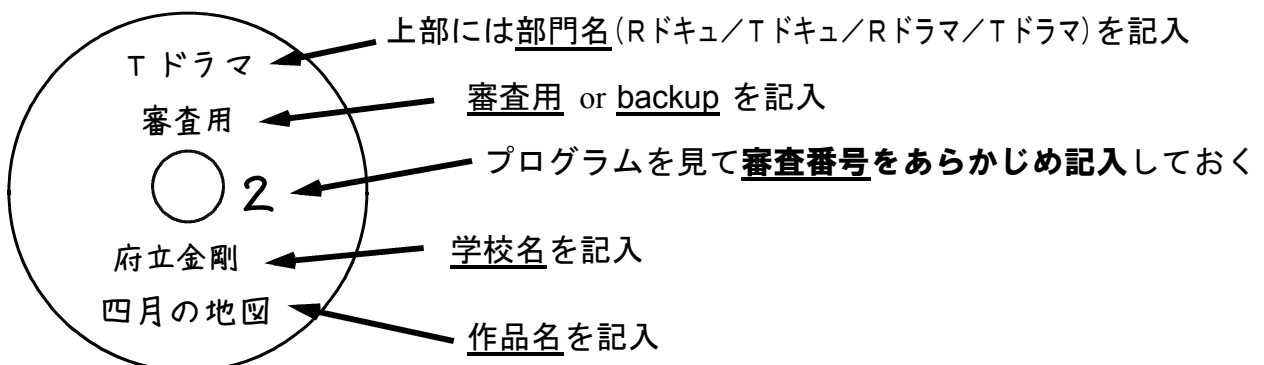 上部には部門名(Rドキュ/Tドキュ/Rドラマ/Tドラマ)を記入
Tドラマ
審査用 or backup を記入
審査用
プログラムを見て審査番号をあらかじめ記入しておく
2
府立金剛
学校名を記入
四月の地図
作品名を記入